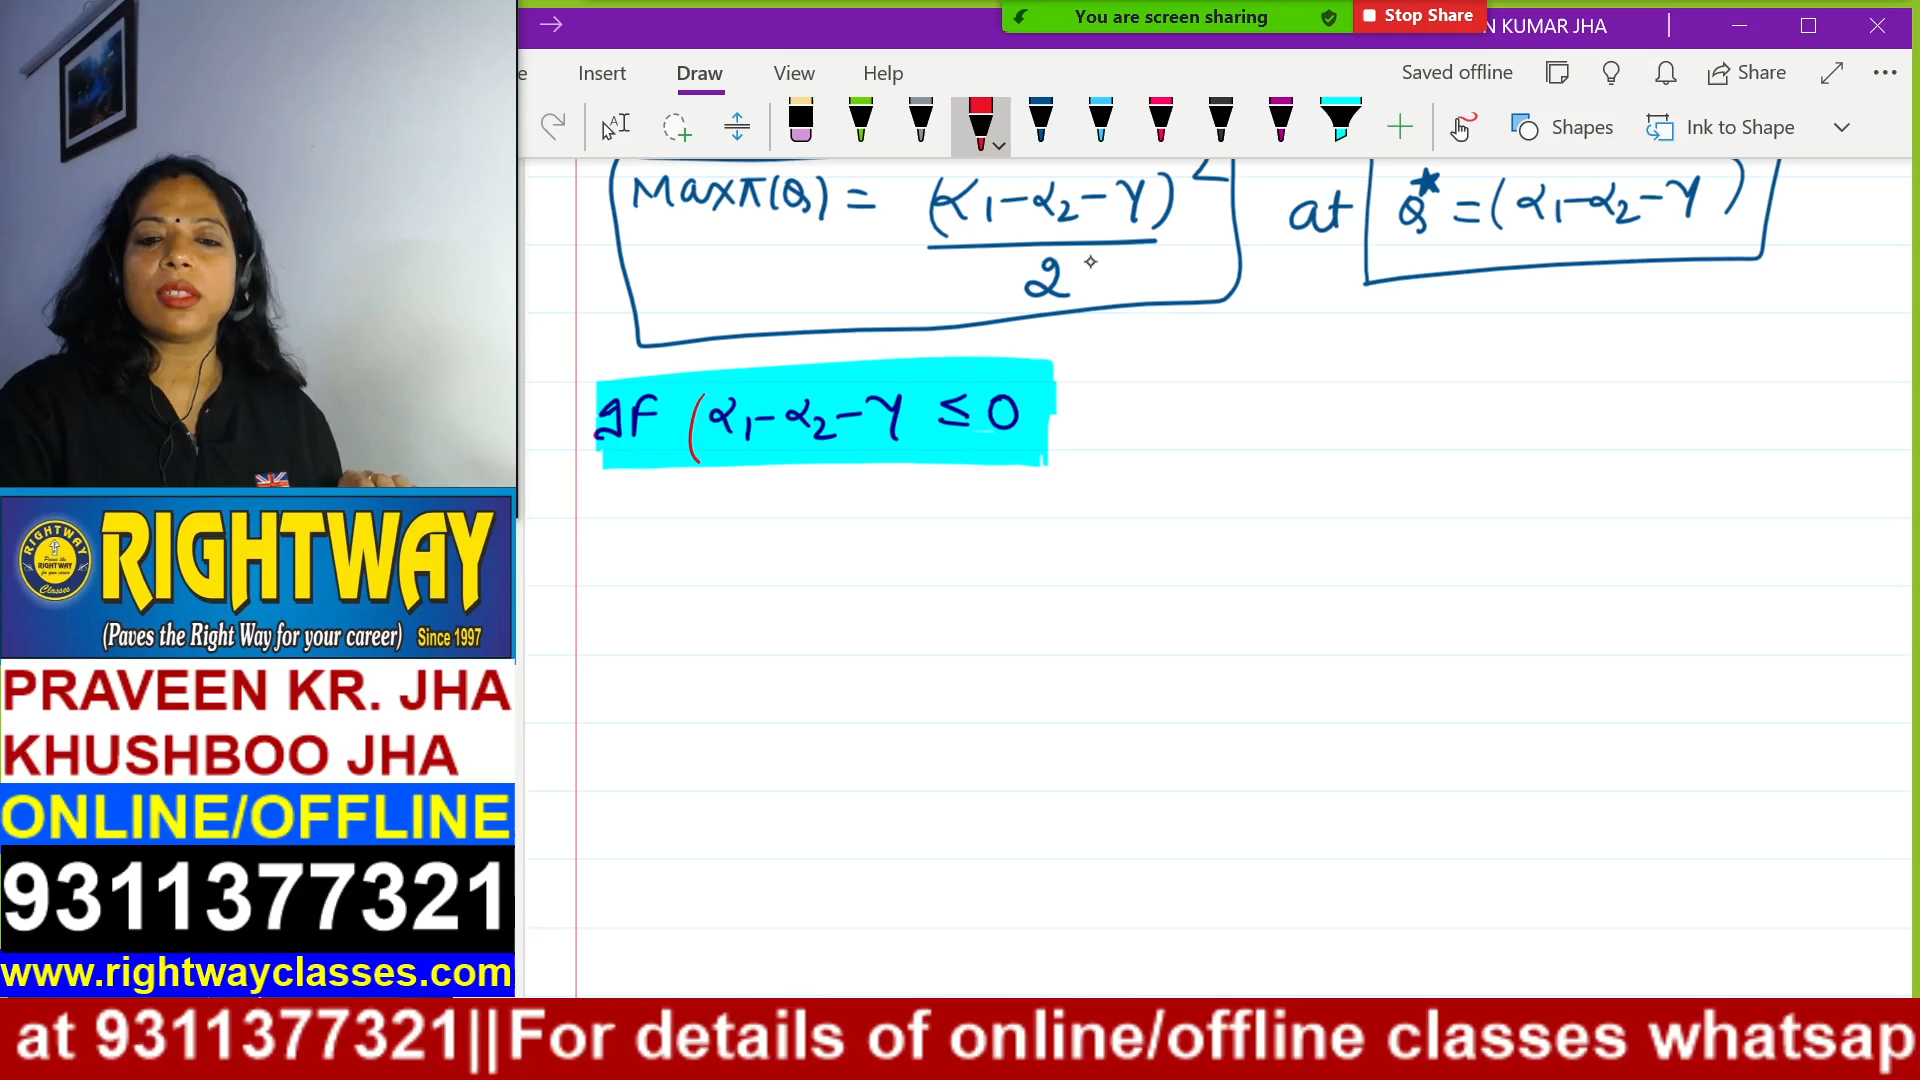 You are screen sharing Stop Share N KUMAR JHA
Insert Draw View Help Saved offline Share
Shapes Ink to Shape
Max π(Q) = (α1-α2-γ)² / 2 at Q* = (α1-α2-γ)
If (α1-α2-γ ≤ 0
RIGHTWAY
(Paves the Right Way for your career) Since 1997
PRAVEEN KR. JHA
KHUSHBOO JHA
ONLINE/OFFLINE
9311377321
www.rightwayclasses.com
at 9311377321||For details of online/offline classes whatsap